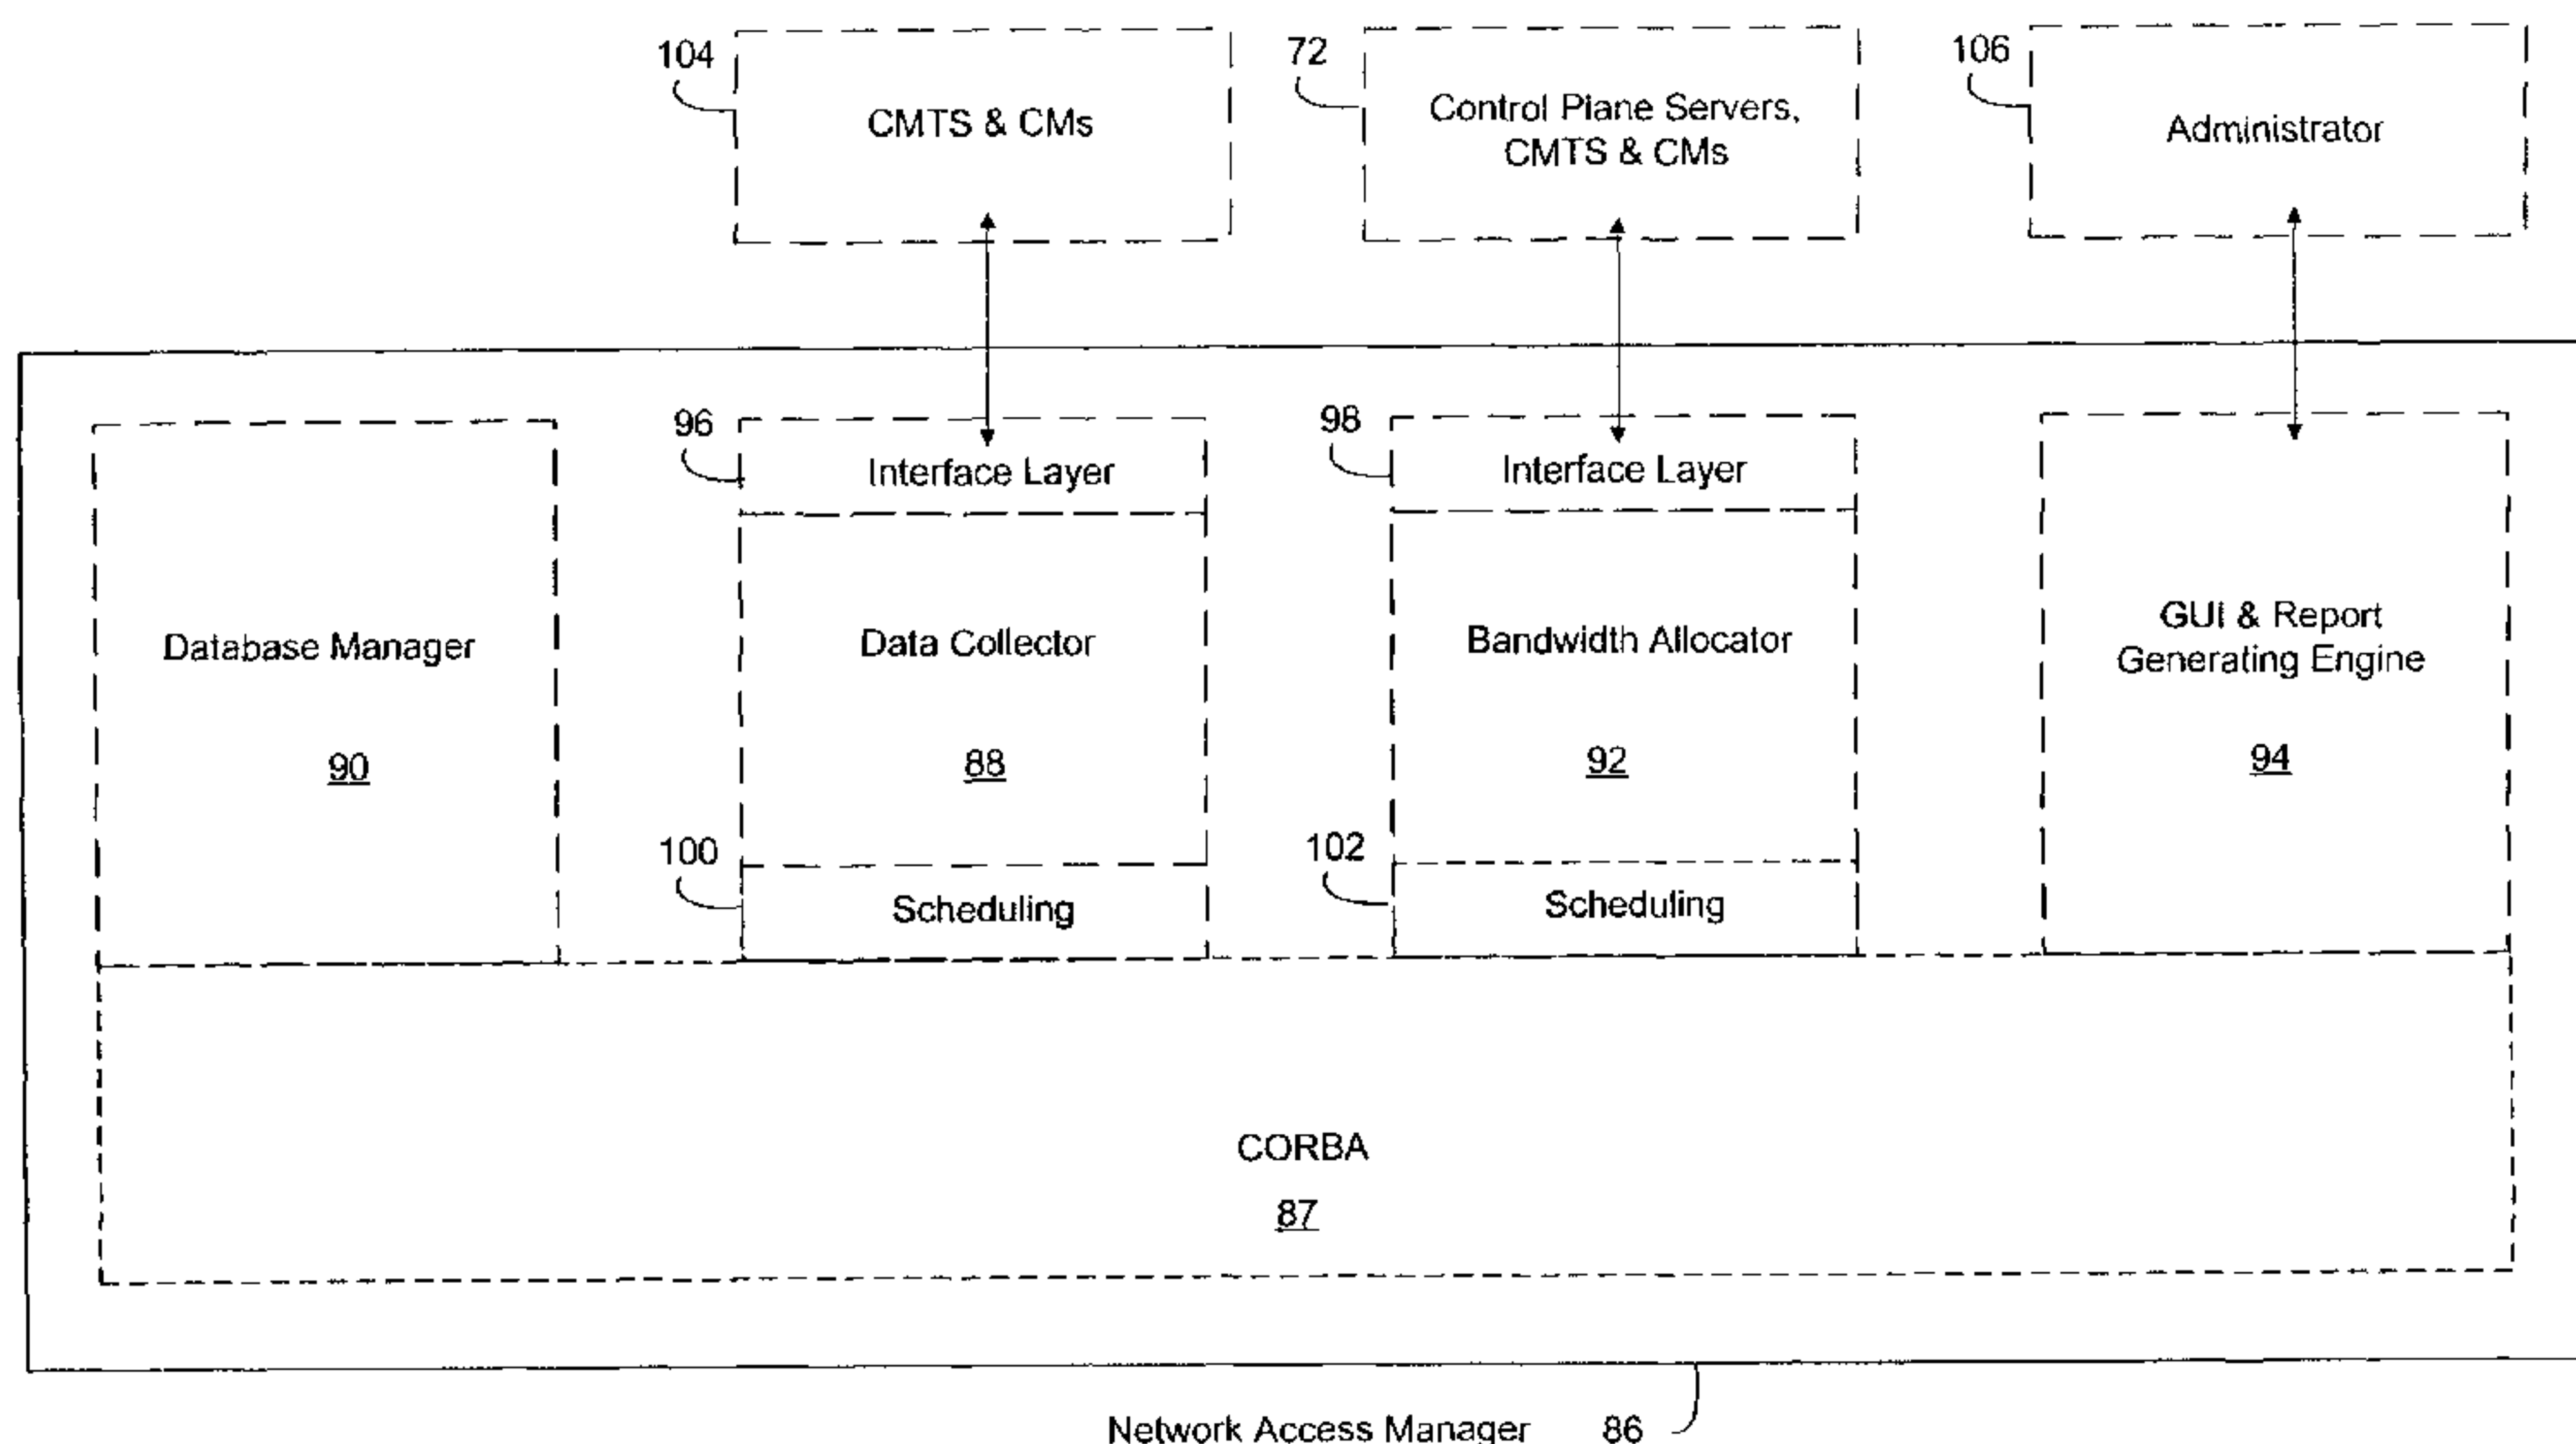 104
CMTS & CMs
72
Control Plane Servers,
CMTS & CMs
106
Administrator
96
Interface Layer
98
Interface Layer
Database Manager
90
Data Collector
88
Bandwidth Allocator
92
GUI & Report
Generating Engine
94
100
Scheduling
102
Scheduling
CORBA
87
Network Access Manager 86